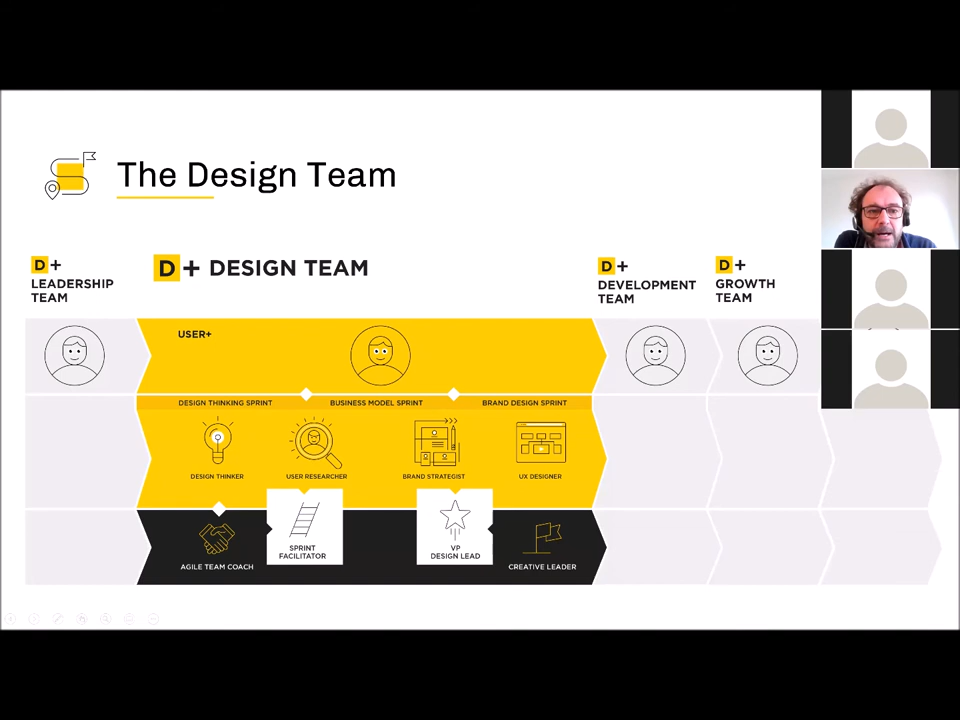 The Design Team
D+
LEADERSHIP
TEAM
D+ DESIGN TEAM
D+
DEVELOPMENT
TEAM
D+
GROWTH
TEAM
USER+
DESIGN THINKING SPRINT
BUSINESS MODEL SPRINT
BRAND DESIGN SPRINT
DESIGN THINKER
USER RESEARCHER
BRAND STRATEGIST
UX DESIGNER
AGILE TEAM COACH
SPRINT
FACILITATOR
VP
DESIGN LEAD
CREATIVE LEADER